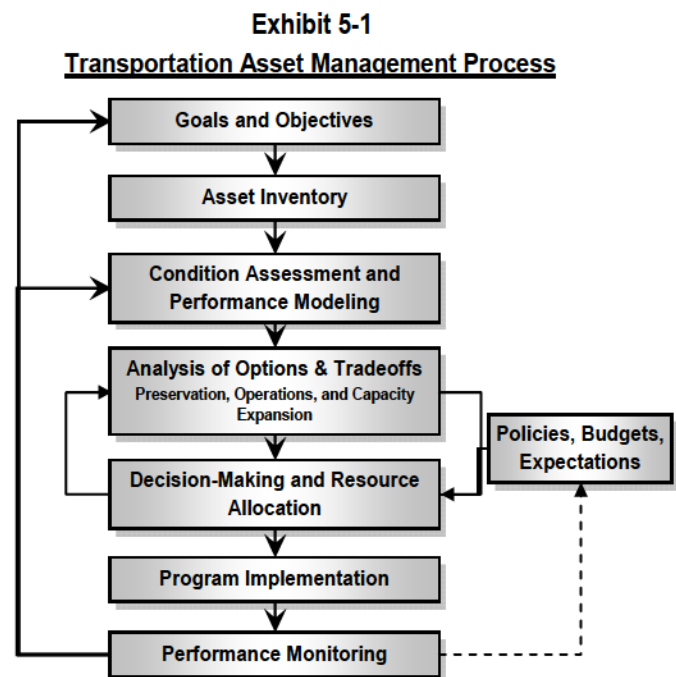 Exhibit 5-1
Transportation Asset Management Process
Goals and Objectives
Asset Inventory
Condition Assessment and
Performance Modeling
Analysis of Options & Tradeoffs
Preservation, Operations, and Capacity
Expansion
Policies, Budgets,
Expectations
Decision-Making and Resource
Allocation
Program Implementation
Performance Monitoring